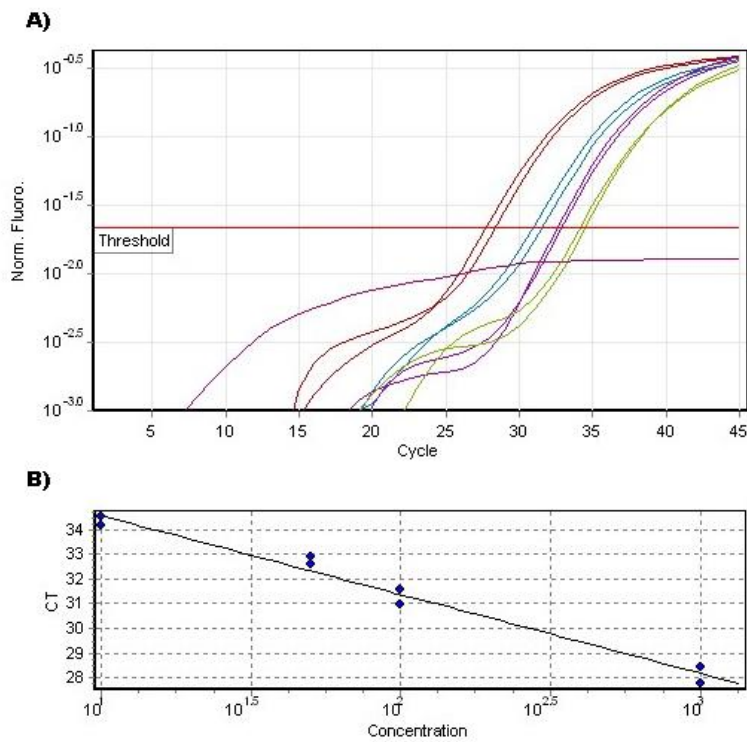 A)
Norm. Fluoro.
10^-0.5
10^-1.0
10^-1.5
Threshold
10^-2.0
10^-2.5
10^-3.0
5 10 15 20 25 30 35 40 45
Cycle
B)
CT
34
33
32
31
30
29
28
10^1 10^1.5 10^2 10^2.5 10^3
Concentration